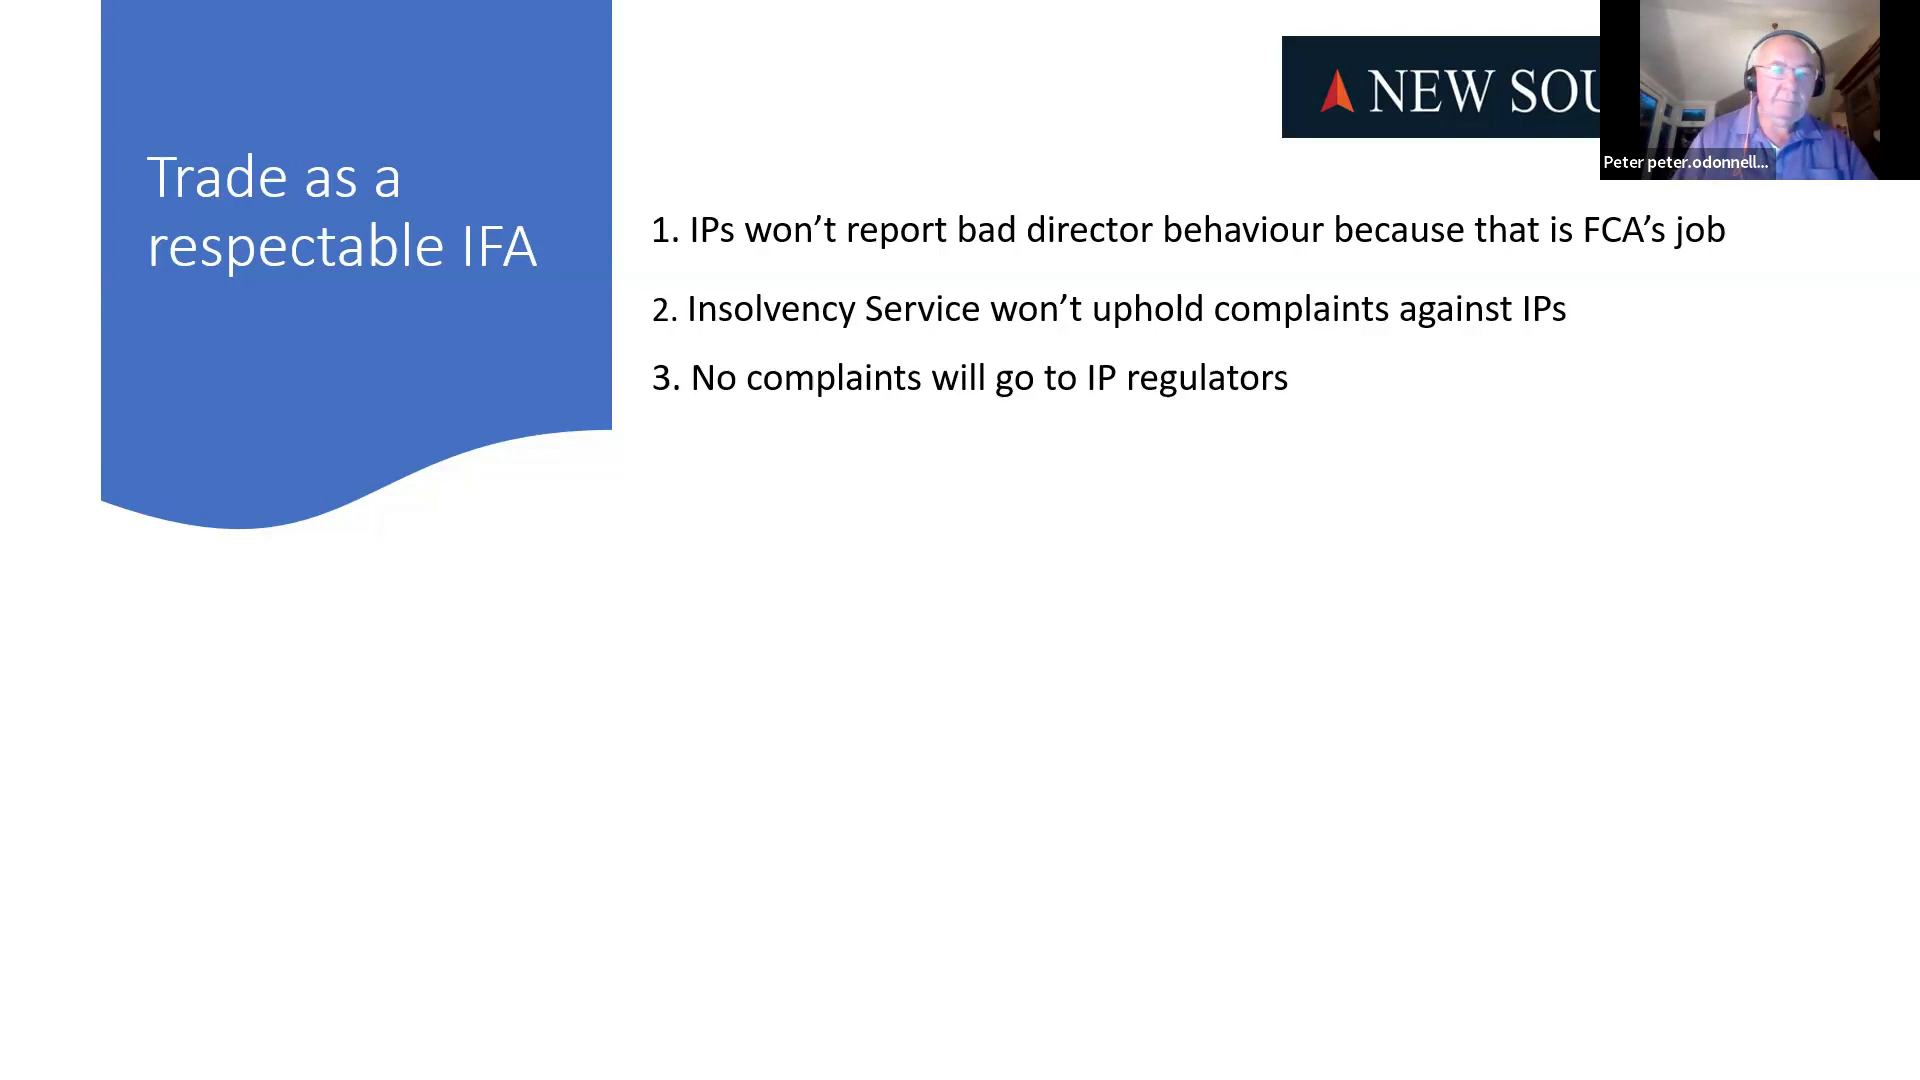 NEW SOU
Peter peter.odonnell...
Trade as a
respectable IFA
1. IPs won’t report bad director behaviour because that is FCA’s job
2. Insolvency Service won’t uphold complaints against IPs
3. No complaints will go to IP regulators